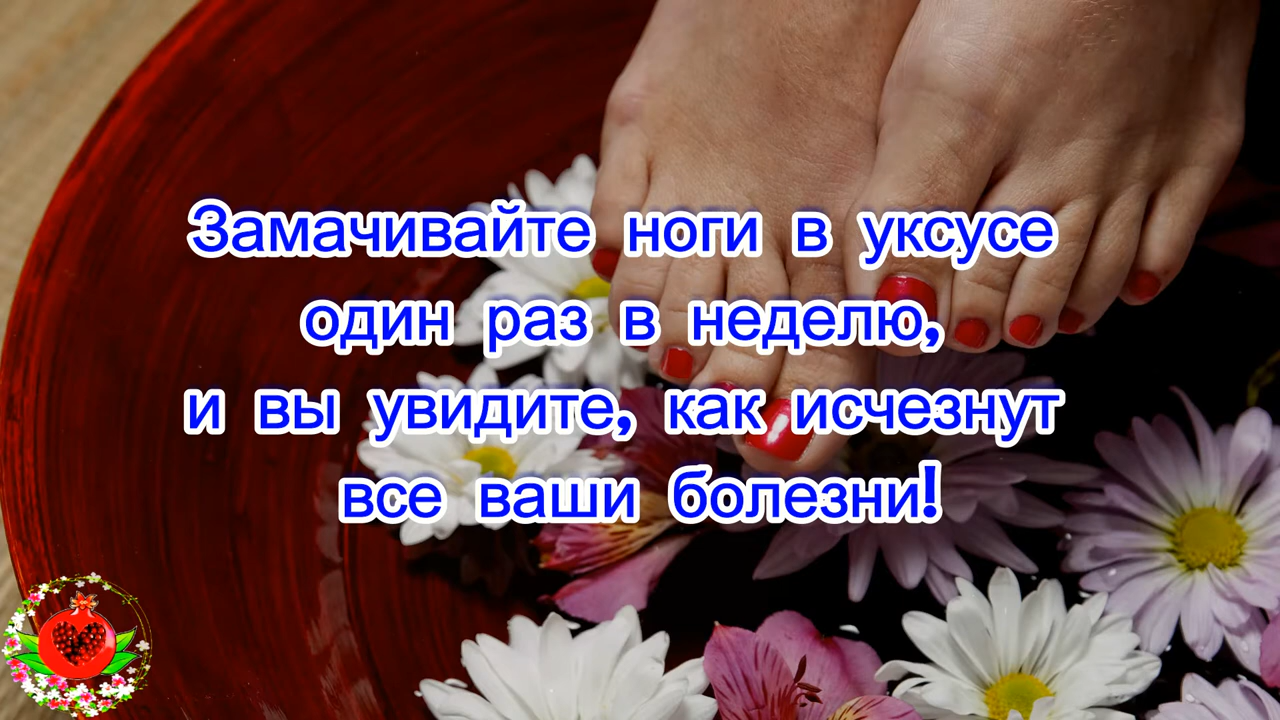 Замачивайте ноги в уксусе
один раз в неделю,
и вы увидите, как исчезнут
все ваши болезни!